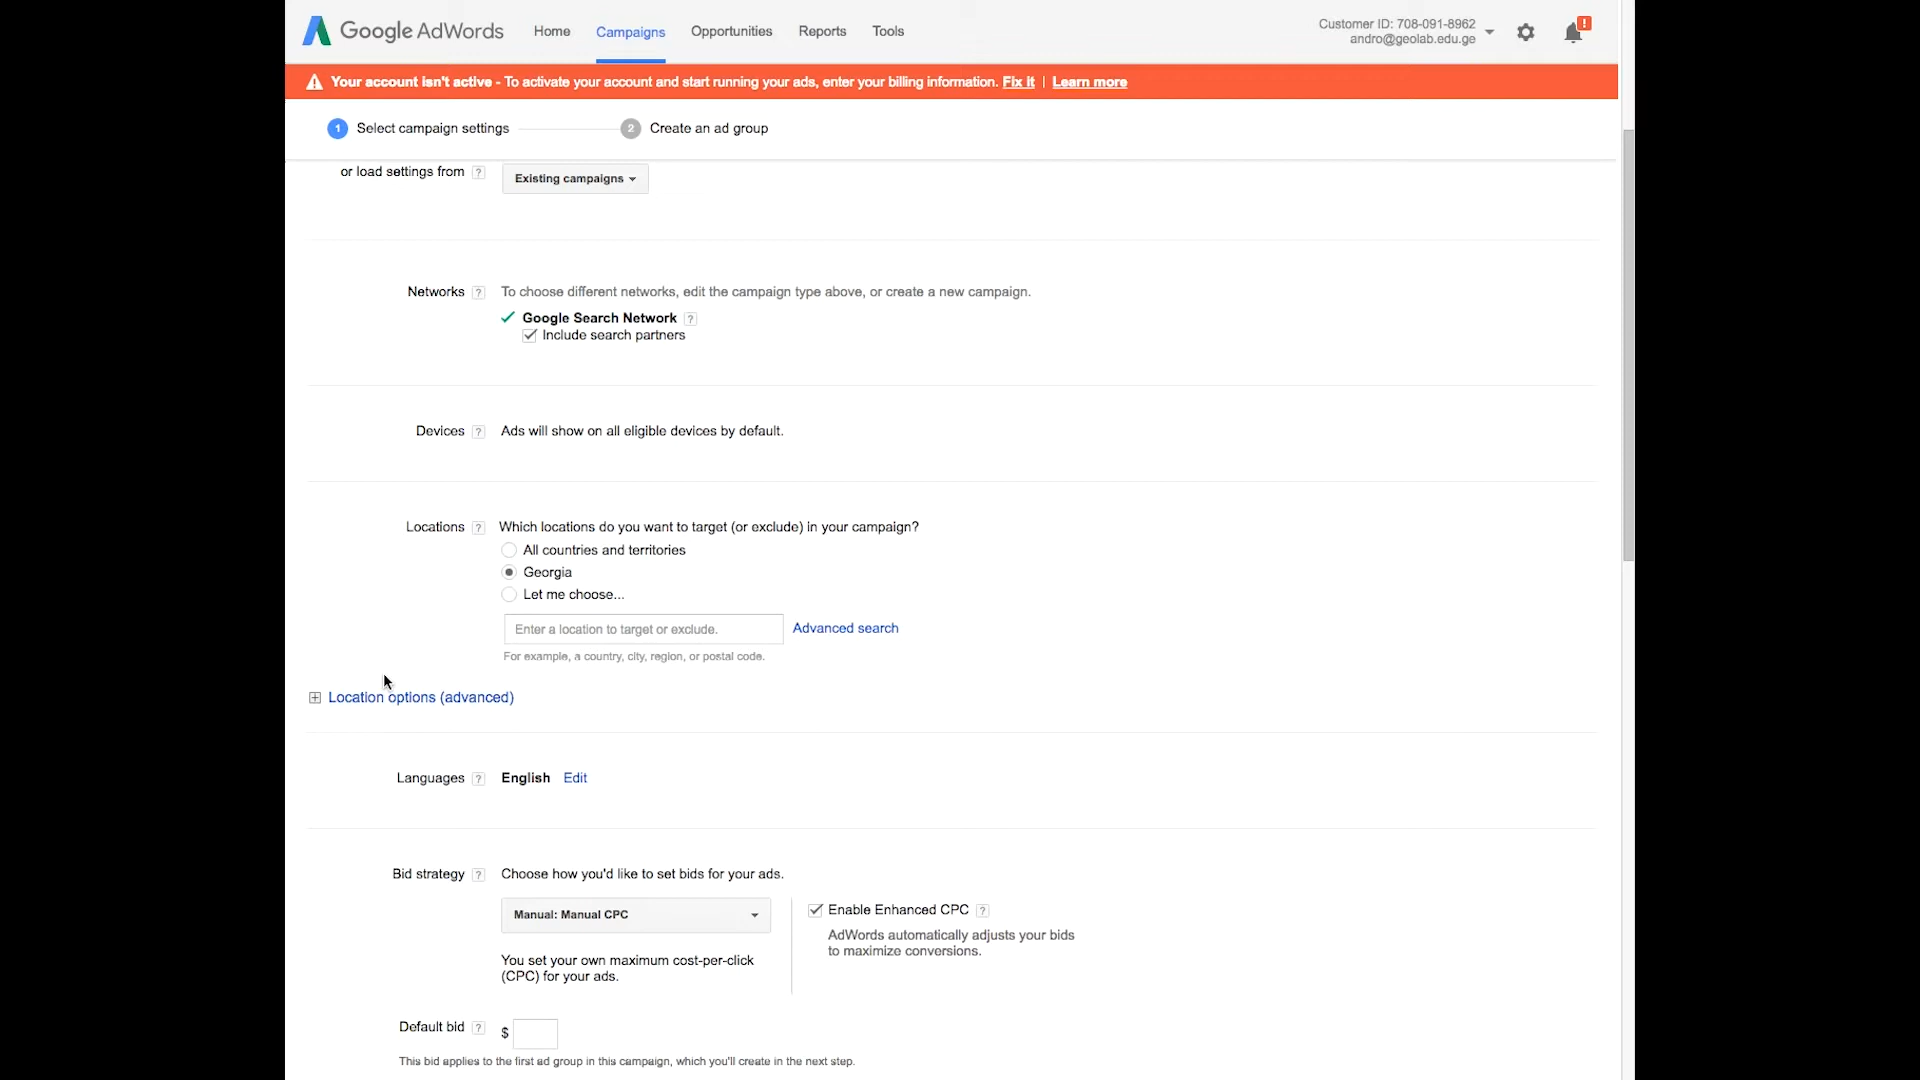 Google AdWords Home Campaigns Opportunities Reports Tools
Customer ID: 708-091-8962
andro@geolab.edu.ge
!
Your account isn't active - To activate your account and start running your ads, enter your billing information. Fix it | Learn more
1 Select campaign settings 2 Create an ad group
or load settings from ? Existing campaigns
Networks ? To choose different networks, edit the campaign type above, or create a new campaign.
Google Search Network ?
Include search partners
Devices ? Ads will show on all eligible devices by default.
Locations ? Which locations do you want to target (or exclude) in your campaign?
All countries and territories
Georgia
Let me choose...
Enter a location to target or exclude. Advanced search
For example, a country, city, region, or postal code.
Location options (advanced)
Languages ? English Edit
Bid strategy ? Choose how you'd like to set bids for your ads.
Manual: Manual CPC
Enable Enhanced CPC ?
AdWords automatically adjusts your bids
to maximize conversions.
You set your own maximum cost-per-click
(CPC) for your ads.
Default bid ? $
This bid applies to the first ad group in this campaign, which you'll create in the next step.